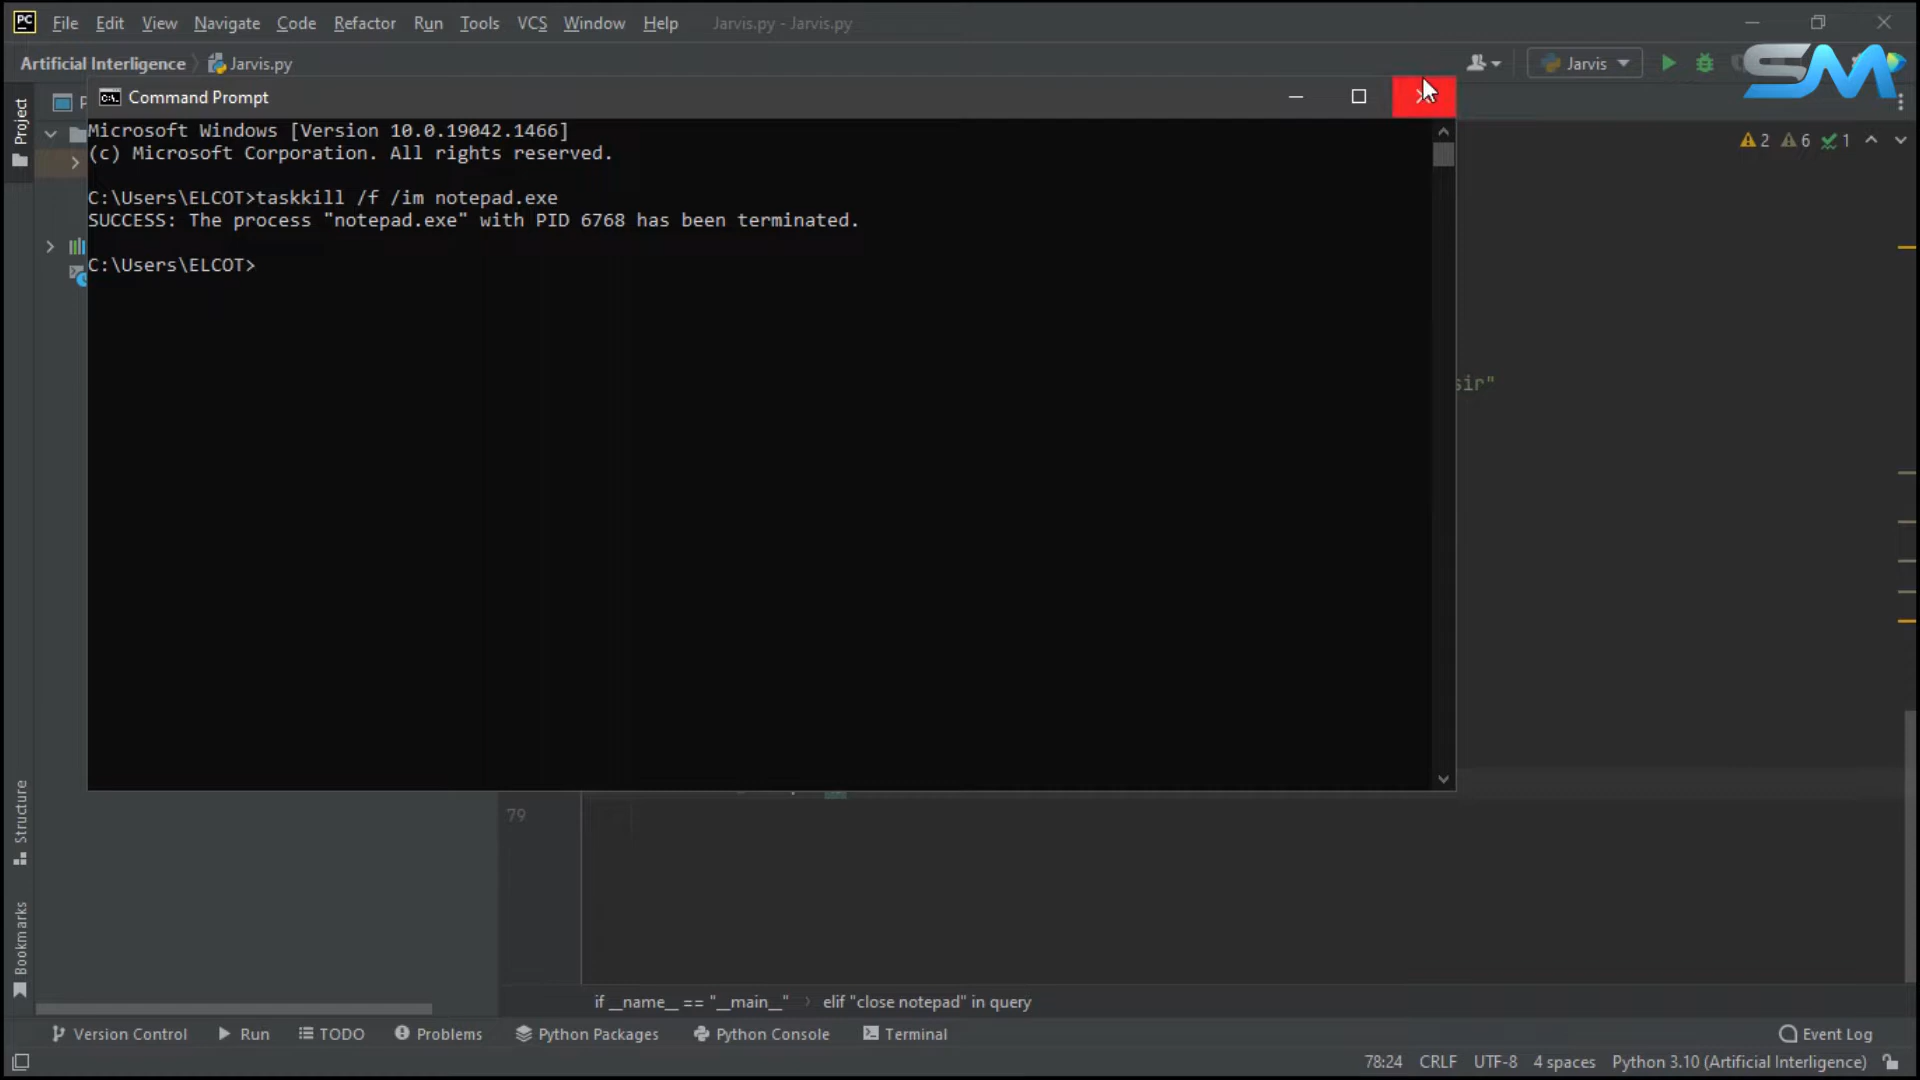 File Edit View Navigate Code Refactor Run Tools VCS Window Help Jarvis.py - Jarvis.py
Artificial Interligence Jarvis.py Jarvis
SM
Project
Command Prompt
2 6 1
Microsoft Windows [Version 10.0.19042.1466]
(c) Microsoft Corporation. All rights reserved.
C:\Users\ELCOT>taskkill /f /im notepad.exe
SUCCESS: The process "notepad.exe" with PID 6768 has been terminated.
C:\Users\ELCOT>
sir"
79
Structure
Bookmarks
if __name__ == "__main__" elif "close notepad" in query
Version Control Run TODO Problems Python Packages Python Console Terminal Event Log
78:24 CRLF UTF-8 4 spaces Python 3.10 (Artificial Interligence)